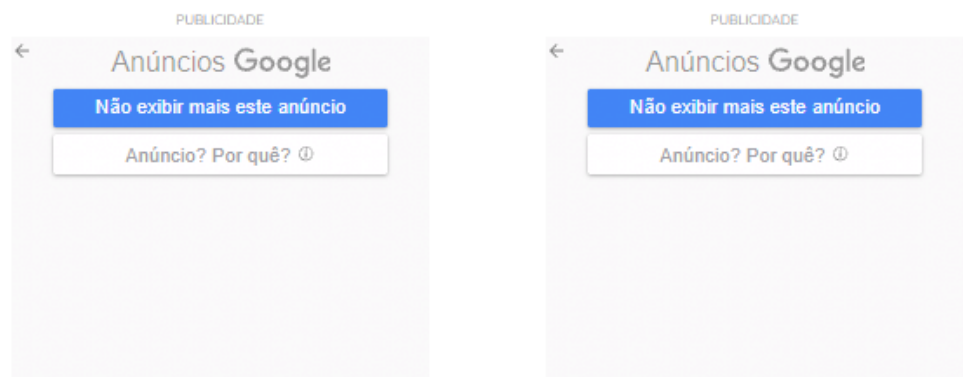 PUBLICIDADE
Anúncios Google
Não exibir mais este anúncio
Anúncio? Por quê?
PUBLICIDADE
Anúncios Google
Não exibir mais este anúncio
Anúncio? Por quê?